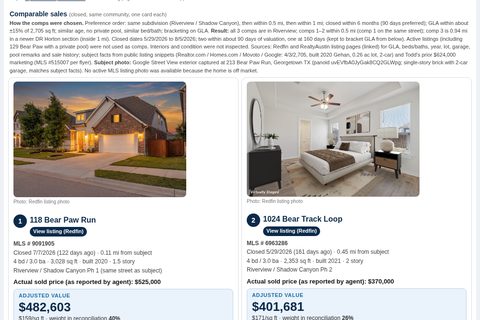 Comparable sales (closed, same community, one card each)
How the comps were chosen. Preference order: same subdivision (Riverview / Shadow Canyon), then within 0.5 mi, then within 1 mi; closed within 6 months (90 days preferred); GLA within about
±15% of 2,705 sq ft; similar age, no private pool, similar bed/bath; bracketing on GLA. Result: all 3 comps are in Riverview; comps 1–2 within 0.5 mi (comp 1 on the same street); comp 3 is 0.94 mi
in a newer DR Horton section (inside 1 mi). Closed dates 5/29/2026 to 8/5/2026; two within about 90 days of valuation, one at 160 days (kept to bracket GLA from below). Active listings (including
129 Bear Paw with a private pool) were not used as comps. Interiors and condition were not inspected. Sources: Redfin and RealtyAustin listing pages (linked) for GLA, beds/baths, year, lot, garage,
pool remarks and sale history; subject facts from public listing snippets (Realtor.com / Homes.com / Movoto / Google: 4/3/2,705, built 2020 Gehan, 0.26 ac lot, 2-car) and Todd's prior $624,000
marketing (MLS #515007 per flyer). Subject photo: Google Street View exterior captured at 213 Bear Paw Run, Georgetown TX (panoid single-story brick with 2-car
garage, matches subject facts). No active MLS listing photo was available because the home is off market.
Virtually Staged
Photo: Redfin listing photo
Photo: Redfin listing photo
1 118 Bear Paw Run
View listing (Redfin)
MLS # 9091905
Closed 7/7/2026 (122 days ago) · 0.11 mi from subject
4 bd / 3.0 ba · 3,028 sq ft · built 2020 · 1.5 story
Riverview / Shadow Canyon Ph 1 (same street as subject)
Actual sold price (as reported by agent): $525,000
ADJUSTED VALUE
$482,603
$159/sq ft · weight in reconciliation 40%
2 1024 Bear Track Loop
View listing (Redfin)
MLS # 6963286
Closed 5/29/2026 (161 days ago) · 0.45 mi from subject
4 bd / 3.0 ba · 2,353 sq ft · built 2021 · 2 story
Riverview / Shadow Canyon Ph 2
Actual sold price (as reported by agent): $370,000
ADJUSTED VALUE
$401,681
$171/sq ft · weight in reconciliation 26%